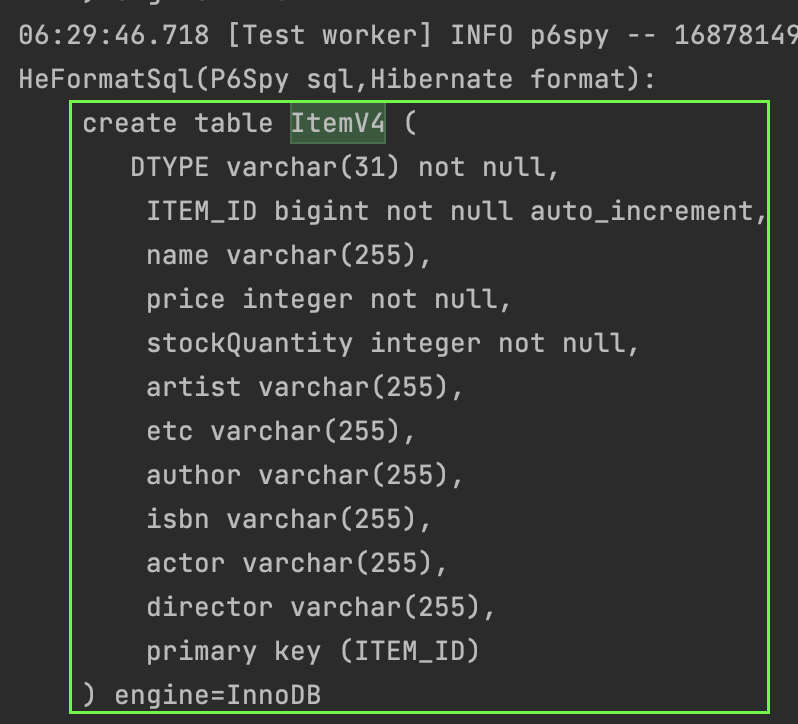 06:29:46.718 [Test worker] INFO p6spy -- 16878149
HeFormatSql(P6Spy sql,Hibernate format):
create table ItemV4 (
DTYPE varchar(31) not null,
ITEM_ID bigint not null auto_increment,
name varchar(255),
price integer not null,
stockQuantity integer not null,
artist varchar(255),
etc varchar(255),
author varchar(255),
isbn varchar(255),
actor varchar(255),
director varchar(255),
primary key (ITEM_ID)
) engine=InnoDB